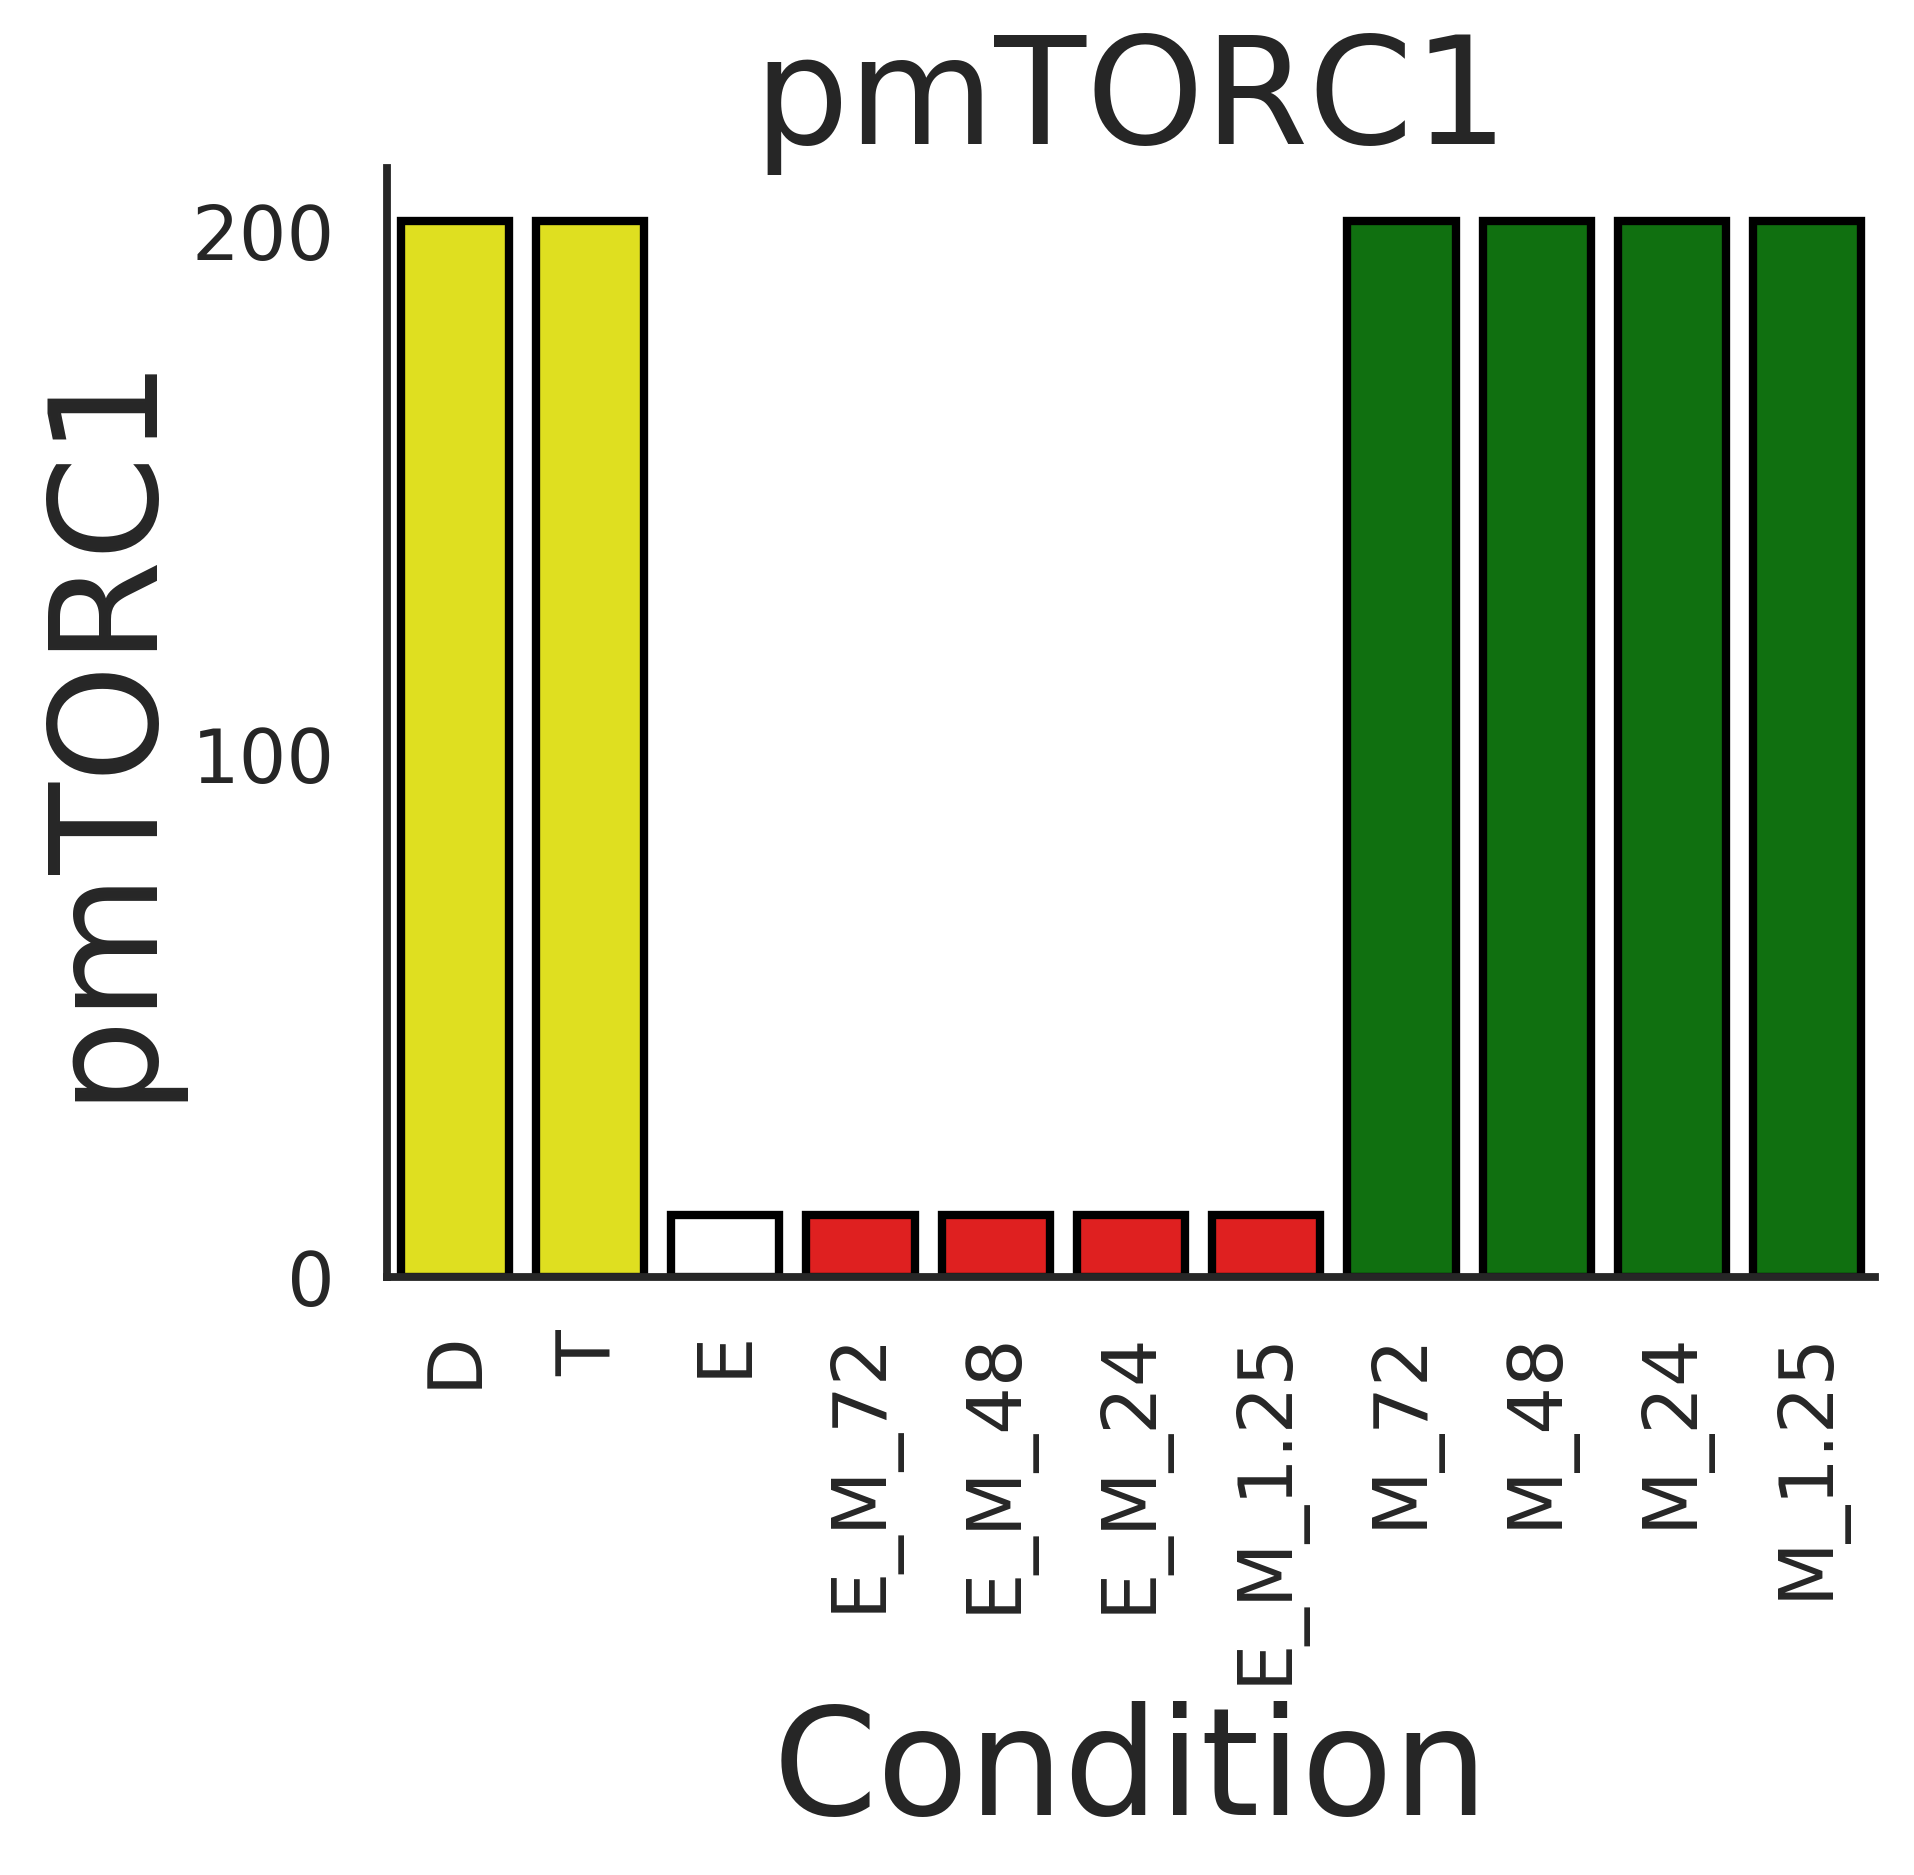 pmTORC1
pmTORC1
200
100
0
D
T
E
E_M_72
E_M_48
E_M_24
E_M_1.25
M_72
M_48
M_24
M_1.25
Condition